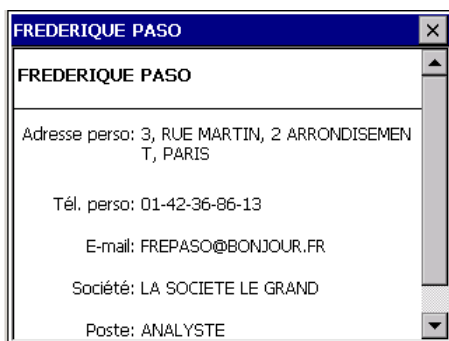 FREDERIQUE PASO
FREDERIQUE PASO
Adresse perso: 3, RUE MARTIN, 2 ARRONDISEMEN
T, PARIS
Tél. perso: 01-42-36-86-13
E-mail: FREPASO@BONJOUR.FR
Société: LA SOCIETE LE GRAND
Poste: ANALYSTE